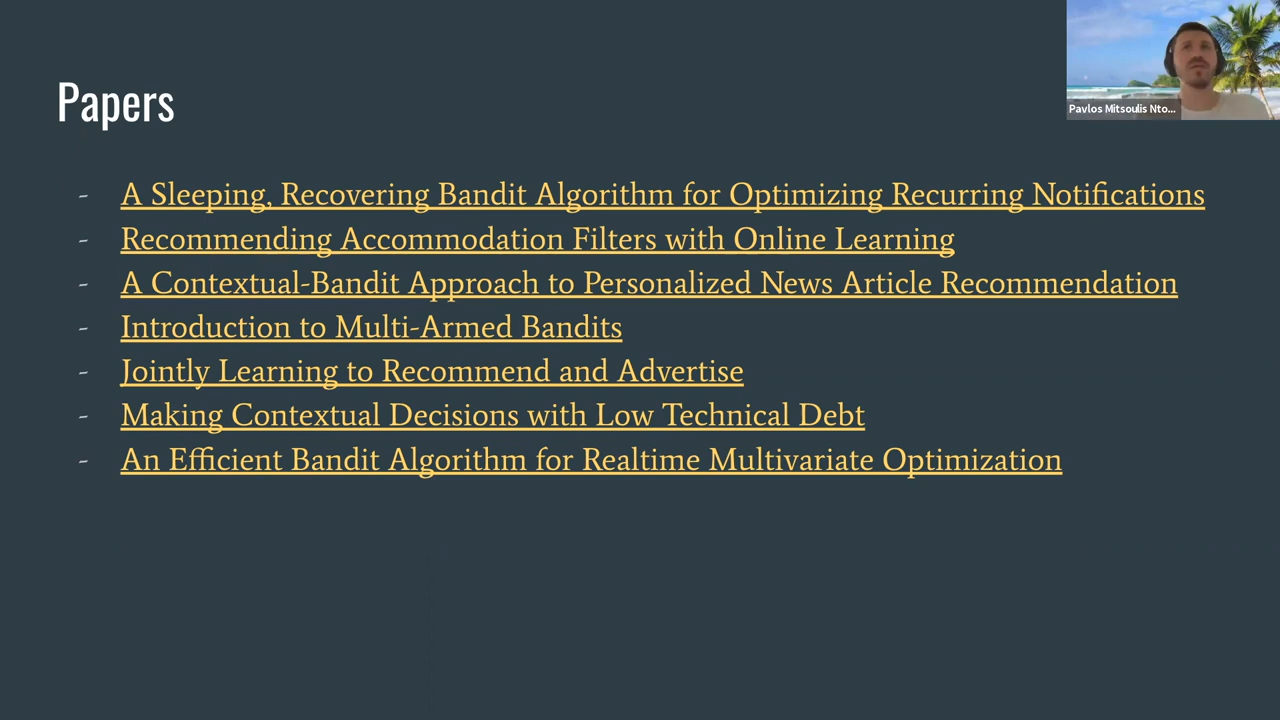 Papers
Pavlos Mitsoulis Nto...
- A Sleeping, Recovering Bandit Algorithm for Optimizing Recurring Notifications
- Recommending Accommodation Filters with Online Learning
- A Contextual-Bandit Approach to Personalized News Article Recommendation
- Introduction to Multi-Armed Bandits
- Jointly Learning to Recommend and Advertise
- Making Contextual Decisions with Low Technical Debt
- An Efficient Bandit Algorithm for Realtime Multivariate Optimization